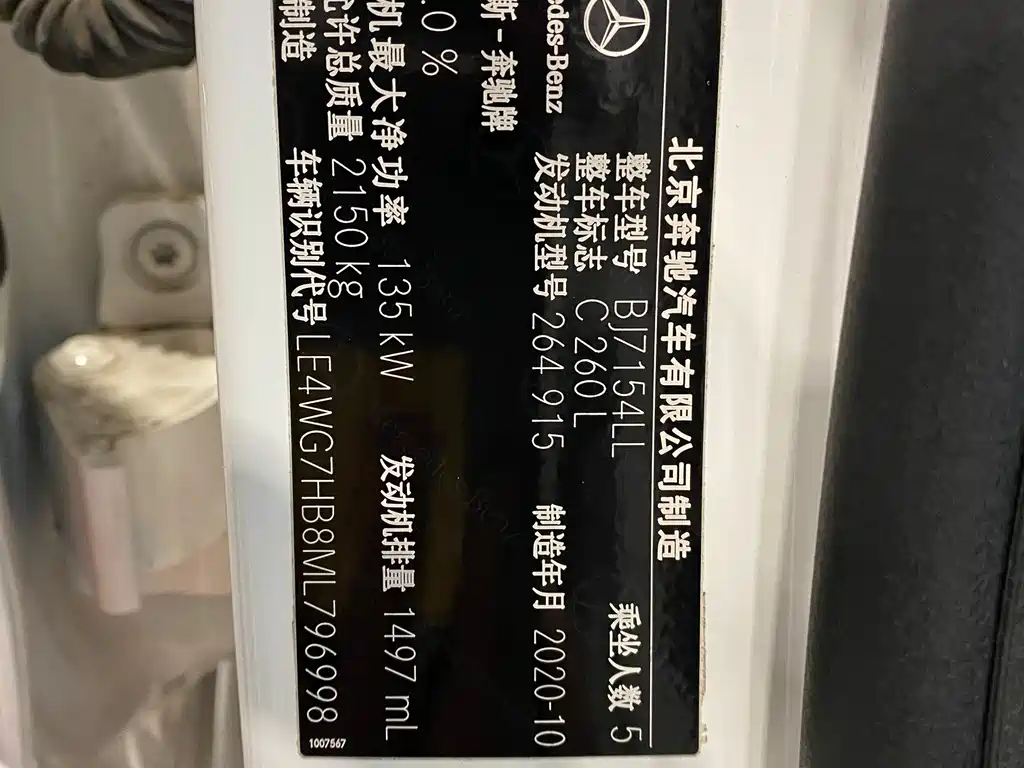 北京奔驰汽车有限公司制造
edes-Benz
整车型号 BJ7154LL 乘坐人数 5
整车标志 C 260 L
斯-奔驰牌 发动机型号 264 915 制造年月 2020-10
.0 % 机最大净功率 135 kW 发动机排量 1497 mL
允许总质量 2150 kg
制造 车辆识别代号 LE4WG7HB8ML796998
1007567